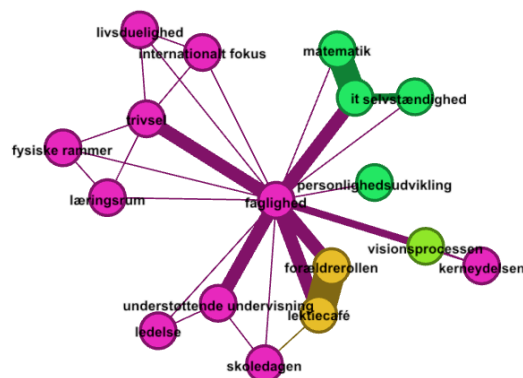 livsduelighed
internationalt fokus
matematik
it selvstændighed
trivsel
fysiske rammer
læringsrum
personlighedsudvikling
faglighed
visionsprocessen
kerneydelsen
forældrerollen
understøttende undervisning
lektiecafé
ledelse
skoledagen